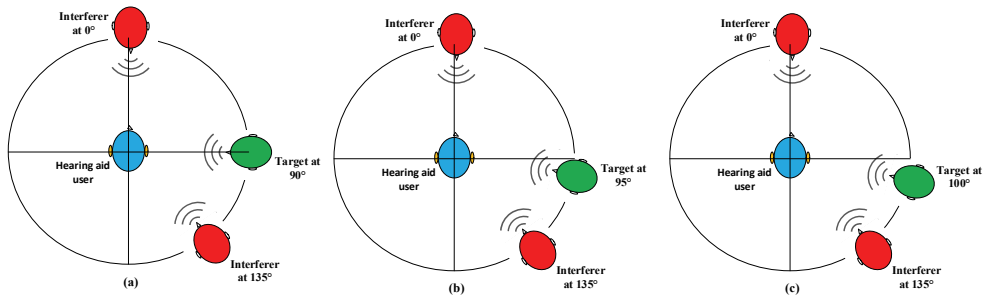 Interferer
at 0°
Hearing aid
user
Target at
90°
Interferer
at 135°
(a)
Interferer
at 0°
Hearing aid
user
Target at
95°
Interferer
at 135°
(b)
Interferer
at 0°
Hearing aid
user
Target at
100°
Interferer
at 135°
(c)